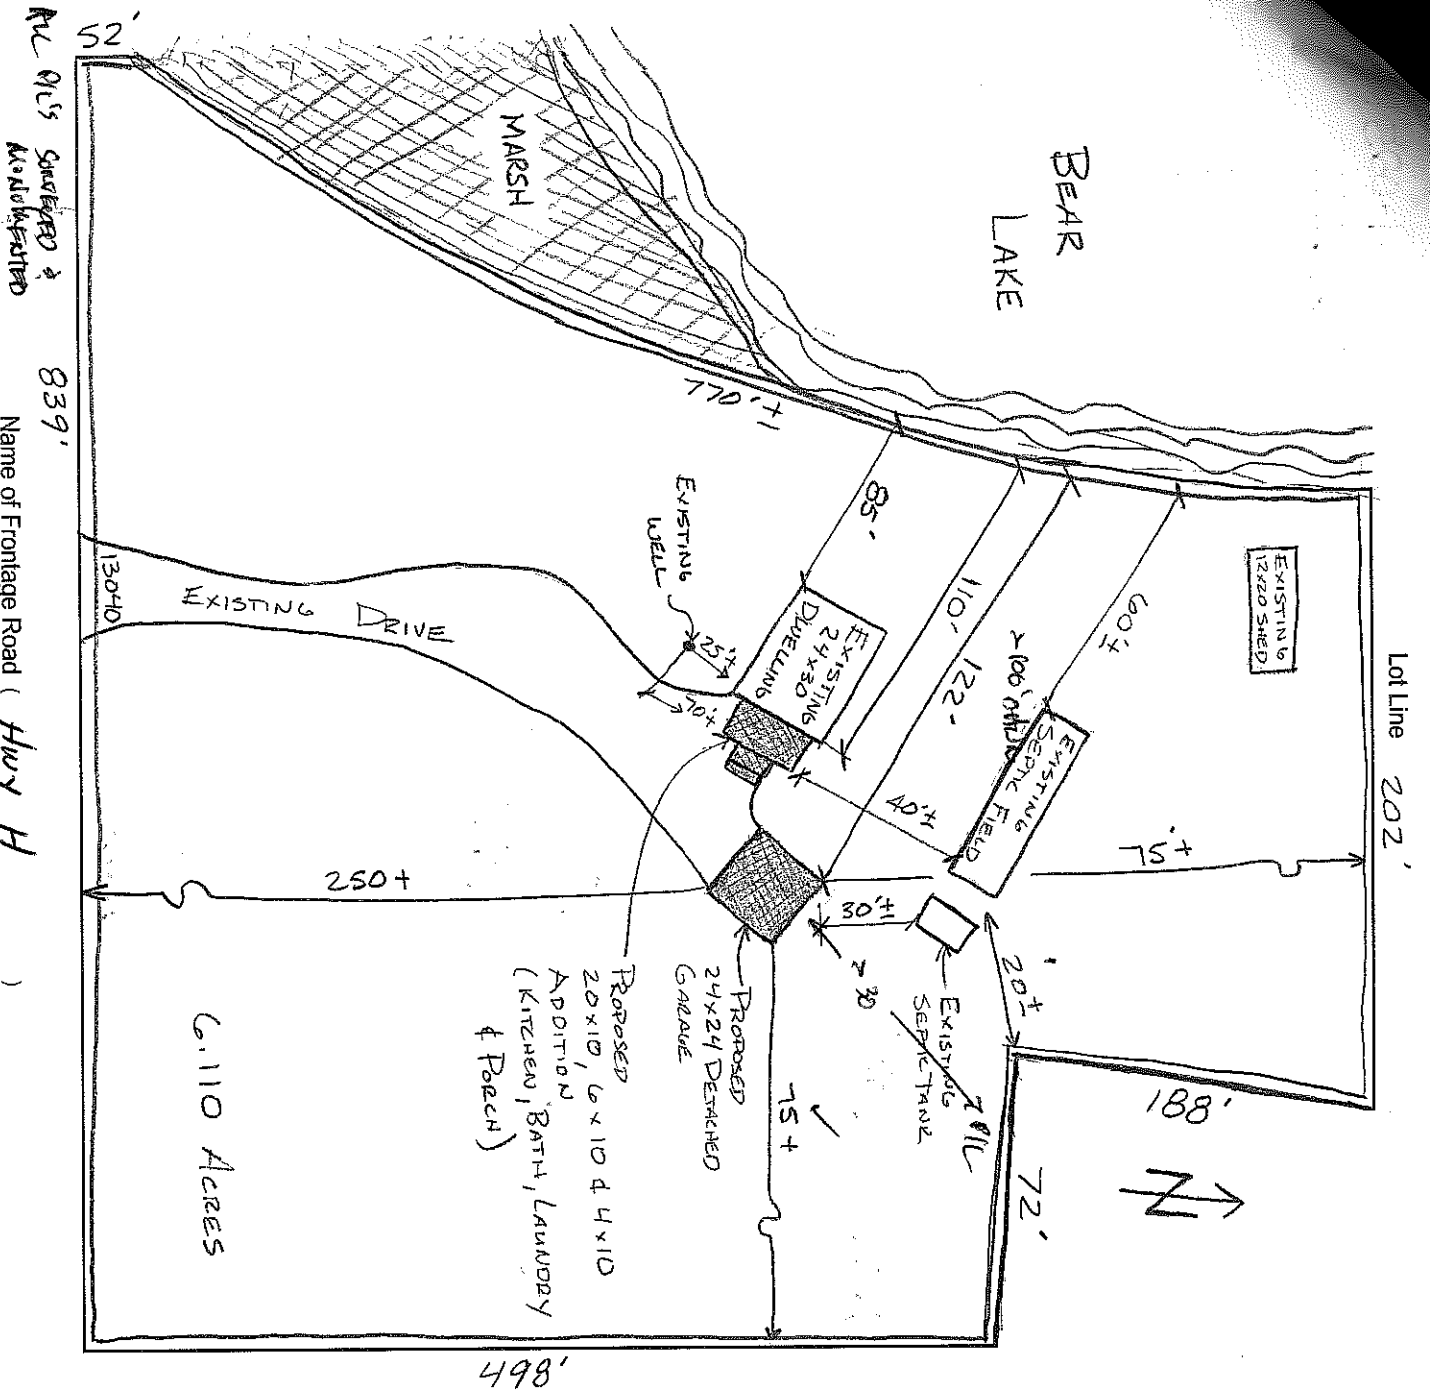 52'
P/L'S SURVEYED &
MONUMENTED
839'
Name of Frontage Road ( HWY H )
MARSH
BEAR
LAKE
770'±
Lot Line 202'
EXISTING
12x20 SHED
85'
110'
122'
60'±
EXISTING
WELL
25'±
70'±
EXISTING
24x30
DWELLING
EXISTING
SEPTIC FIELD
40'±
75'±
13040
EXISTING DRIVE
250+
30'±
> 30
20'±
EXISTING
SEPTIC TANK
P/L
188'
72'
N
PROPOSED
24x24 DETACHED
GARAGE
75+
PROPOSED
20x10, 6x10 & 4x10
ADDITION
(KITCHEN, BATH, LAUNDRY
& PORCH)
6.110 ACRES
498'